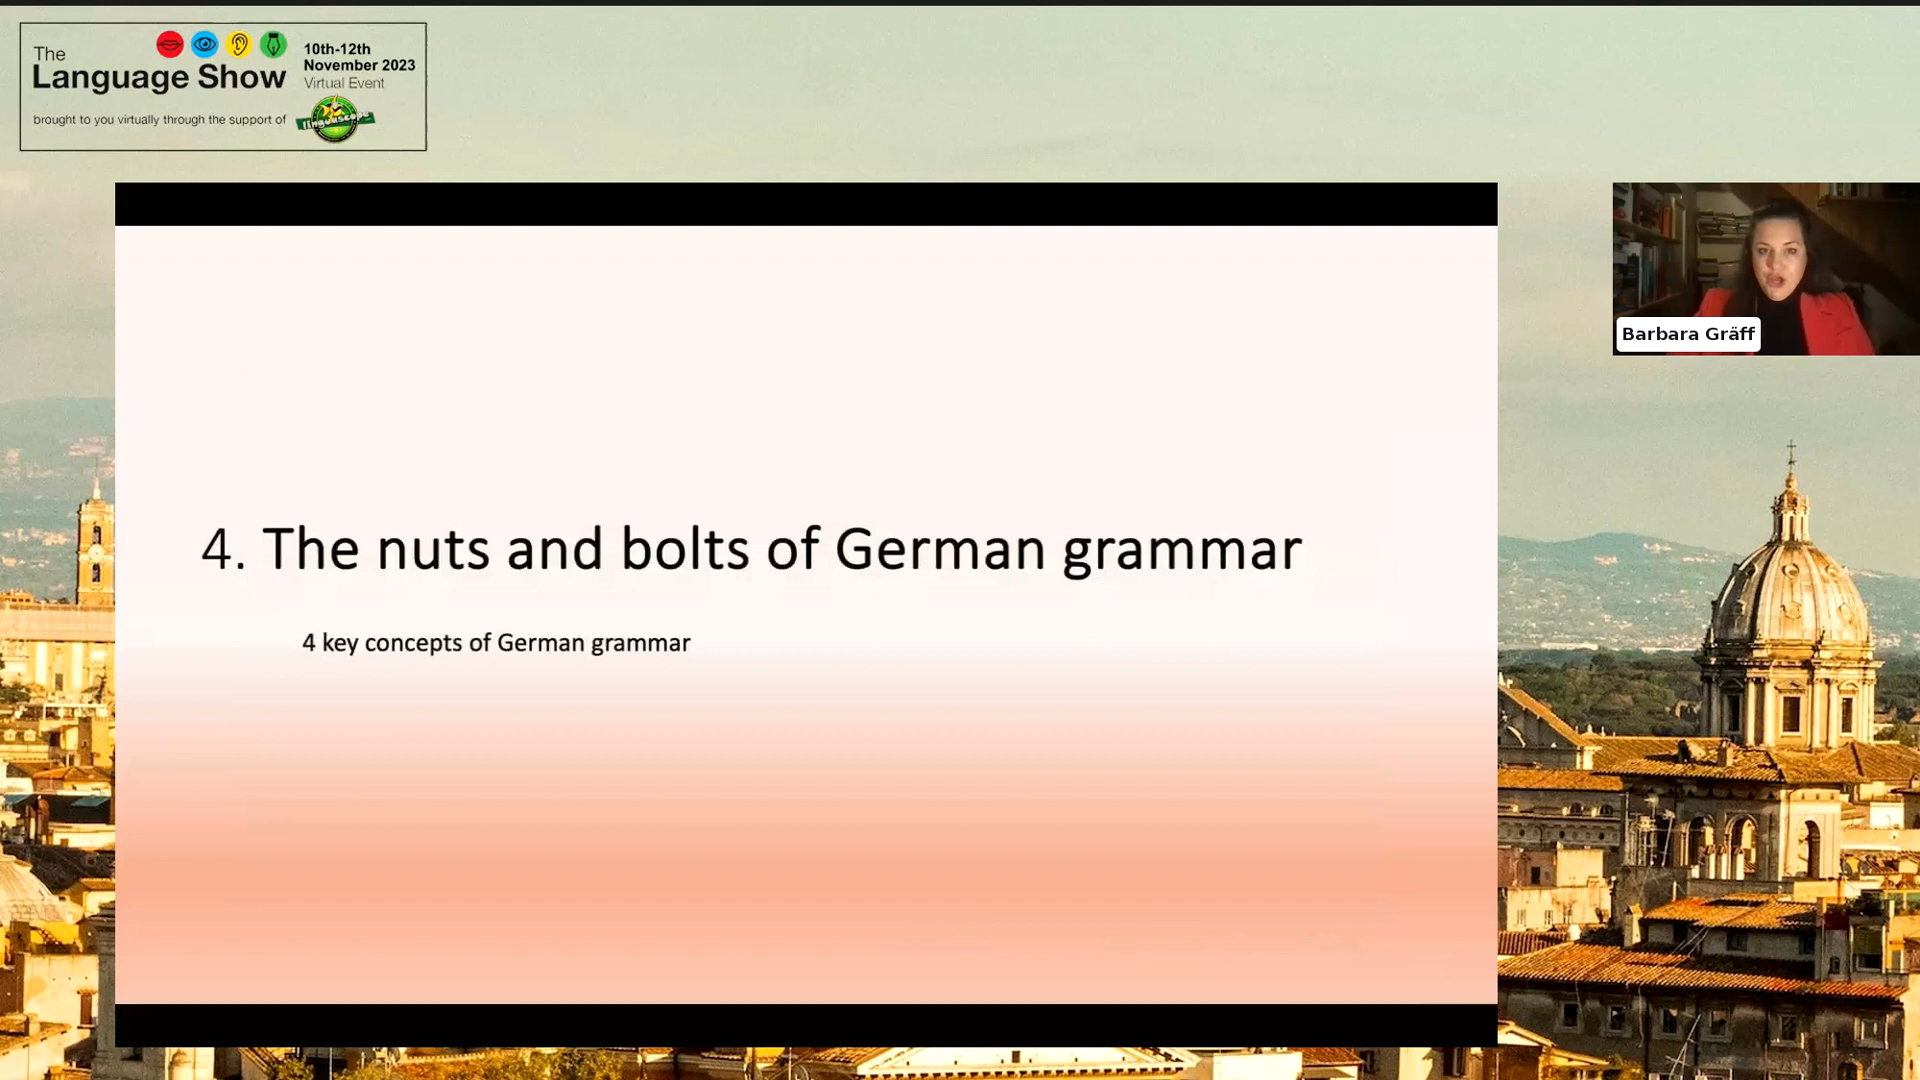 The
Language Show
10th-12th
November 2023
Virtual Event
brought to you virtually through the support of
linguascope
4. The nuts and bolts of German grammar
4 key concepts of German grammar
Barbara Gräff